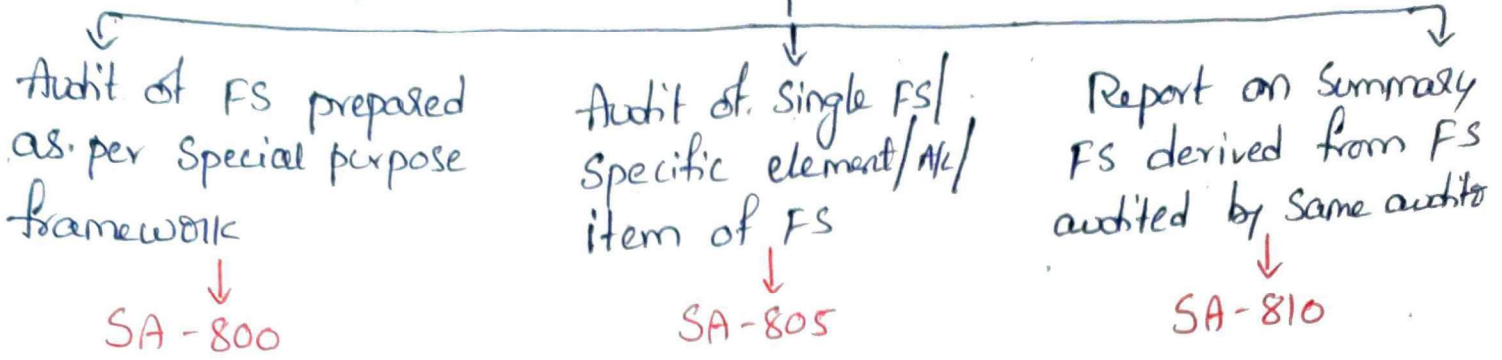 Audit of FS prepared
as per Special purpose
framework
SA-800
Audit of Single FS/
Specific element/A/c/
item of FS
SA-805
Report on Summary
FS derived from FS
audited by Same audito
SA-810